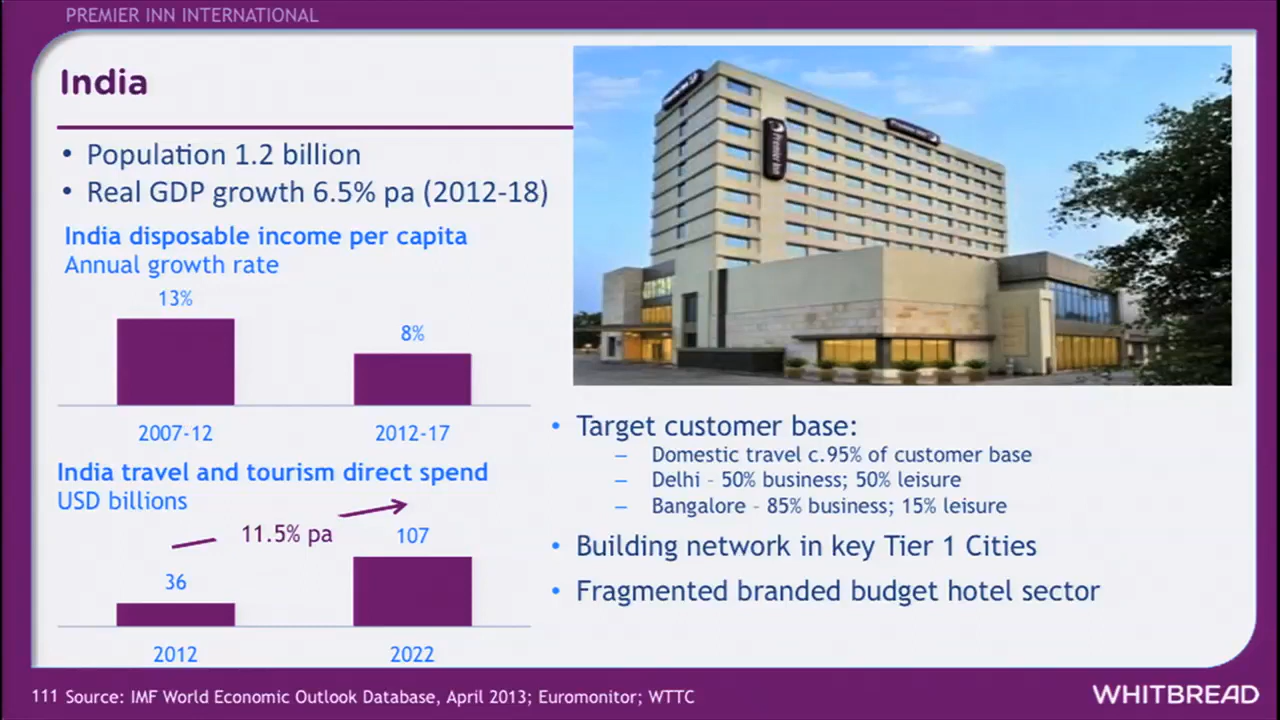 PREMIER INN INTERNATIONAL
India
• Population 1.2 billion
• Real GDP growth 6.5% pa (2012-18)
India disposable income per capita
Annual growth rate
13%
8%
2007-12
2012-17
India travel and tourism direct spend
USD billions
11.5% pa
36
107
2012
2022
Premier Inn
• Target customer base:
– Domestic travel c.95% of customer base
– Delhi – 50% business; 50% leisure
– Bangalore – 85% business; 15% leisure
• Building network in key Tier 1 Cities
• Fragmented branded budget hotel sector
111 Source: IMF World Economic Outlook Database, April 2013; Euromonitor; WTTC
WHITBREAD